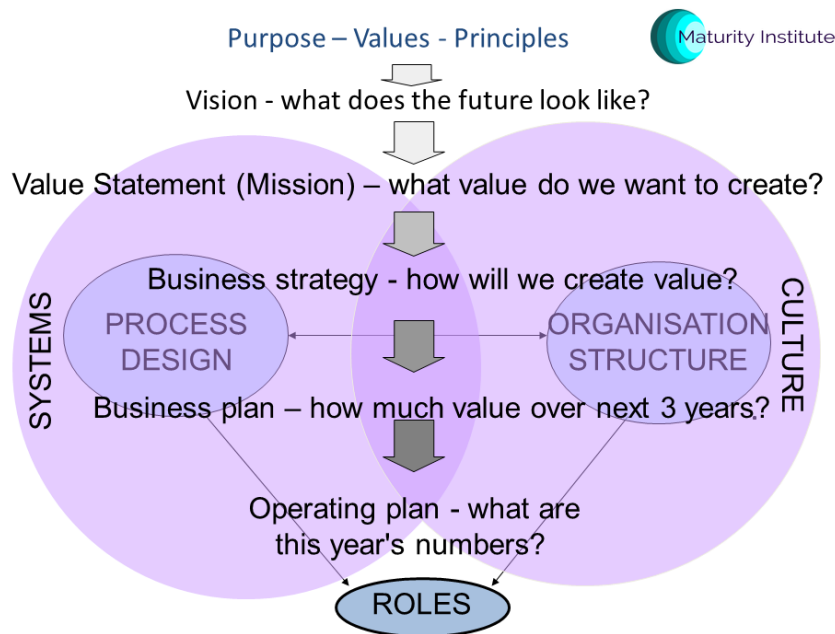 Purpose – Values - Principles
Maturity Institute
Vision - what does the future look like?
Value Statement (Mission) – what value do we want to create?
Business strategy - how will we create value?
SYSTEMS
PROCESS
DESIGN
ORGANISATION
STRUCTURE
CULTURE
Business plan – how much value over next 3 years?
Operating plan - what are
this year's numbers?
ROLES